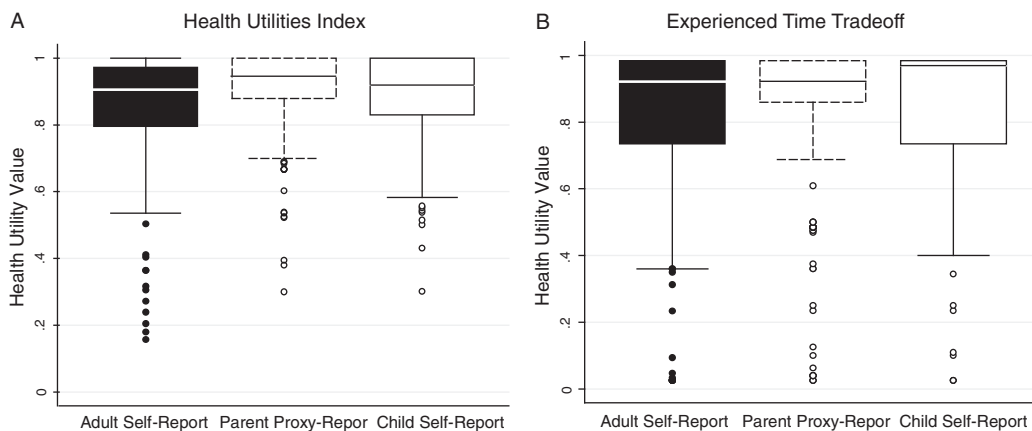 A Health Utilities Index
Health Utility Value
1
.8
.6
.4
.2
0
Adult Self-Report Parent Proxy-Repor Child Self-Report
B Experienced Time Tradeoff
Health Utility Value
1
.8
.6
.4
.2
0
Adult Self-Report Parent Proxy-Repor Child Self-Report